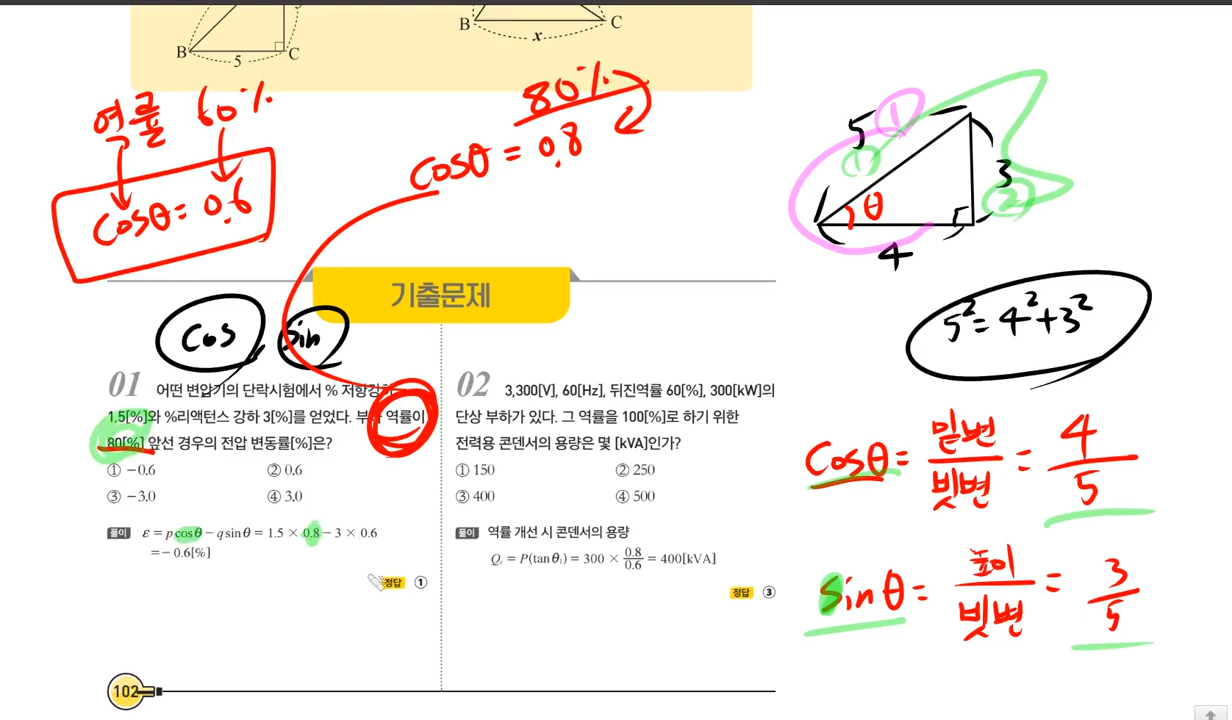 B
5
C
B
x
C
역률 60%
cosθ = 0.6
80%
cosθ = 0.8
5
①
①
3
②
θ
4
5²=4²+3²
기출문제
cos
sin
01 어떤 변압기의 단락시험에서 % 저항강하
1.5[%]와 %리액턴스 강하 3[%]를 얻었다. 부 역률이
80[%] 앞선 경우의 전압 변동률[%]은?
① -0.6 ② 0.6
③ -3.0 ④ 3.0
풀이 ε = p cosθ - q sinθ = 1.5 × 0.8 - 3 × 0.6
= - 0.6[%]
정답 ①
02 3,300[V], 60[Hz], 뒤진역률 60[%], 300[kW]의
단상 부하가 있다. 그 역률을 100[%]로 하기 위한
전력용 콘덴서의 용량은 몇 [kVA]인가?
① 150 ② 250
③ 400 ④ 500
풀이 역률 개선 시 콘덴서의 용량
Q_c = P(tanθ₁) = 300 × 0.8/0.6 = 400[kVA]
정답 ③
cosθ = 밑변/빗변 = 4/5
sinθ = 높이/빗변 = 3/5
102